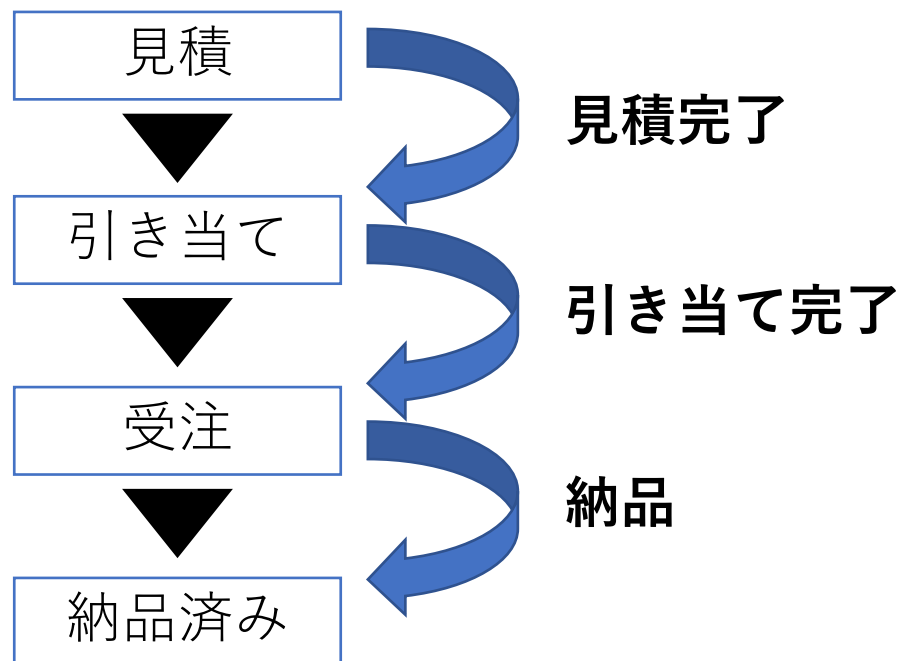 見積
見積完了
引き当て
引き当て完了
受注
納品
納品済み